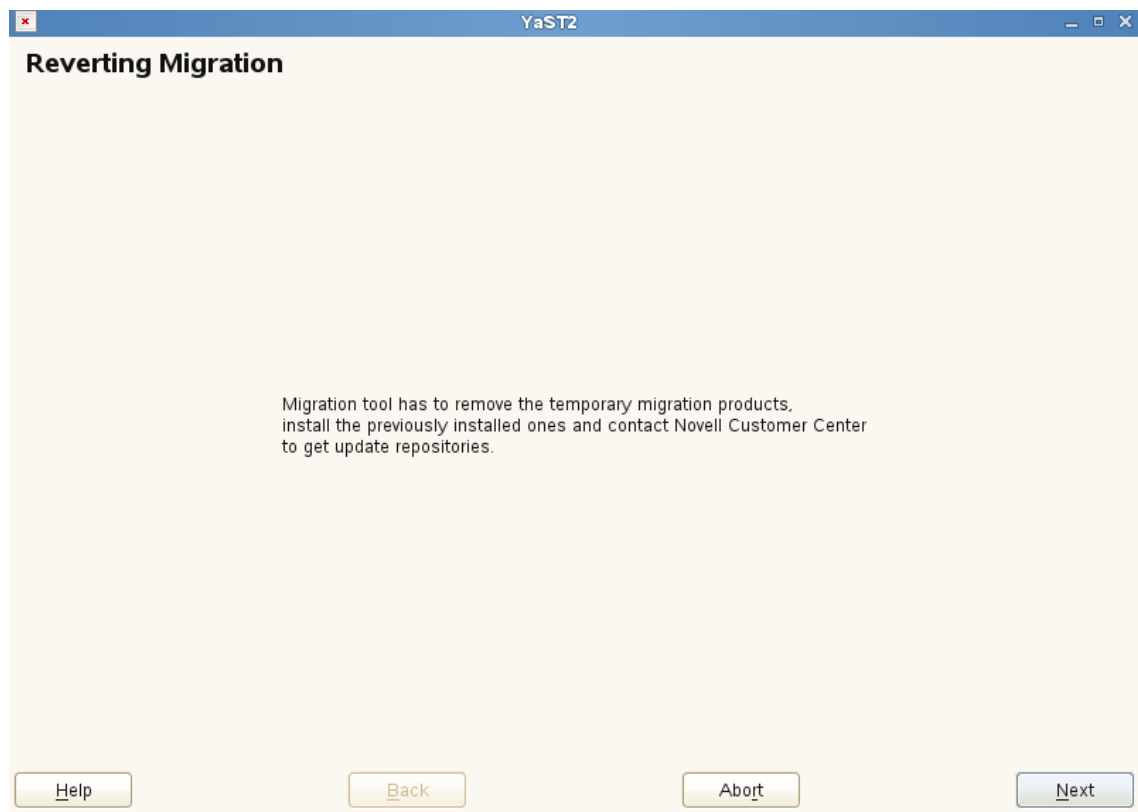 YaST2
Reverting Migration
Migration tool has to remove the temporary migration products,
install the previously installed ones and contact Novell Customer Center
to get update repositories.
Help
Back
Abort
Next